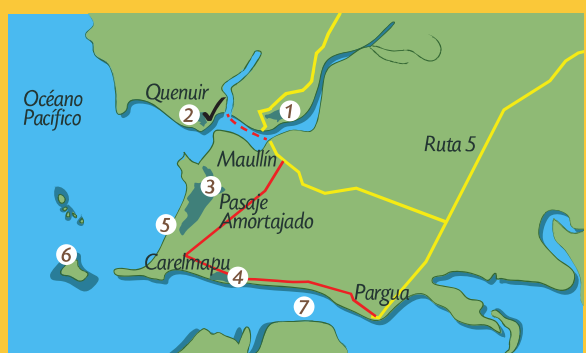 Quenuir
2
1
Océano
Pacífico
Ruta 5
Maullín
3
Pasaje
Amortajado
5
6
Carelmapu
4
Pargua
7